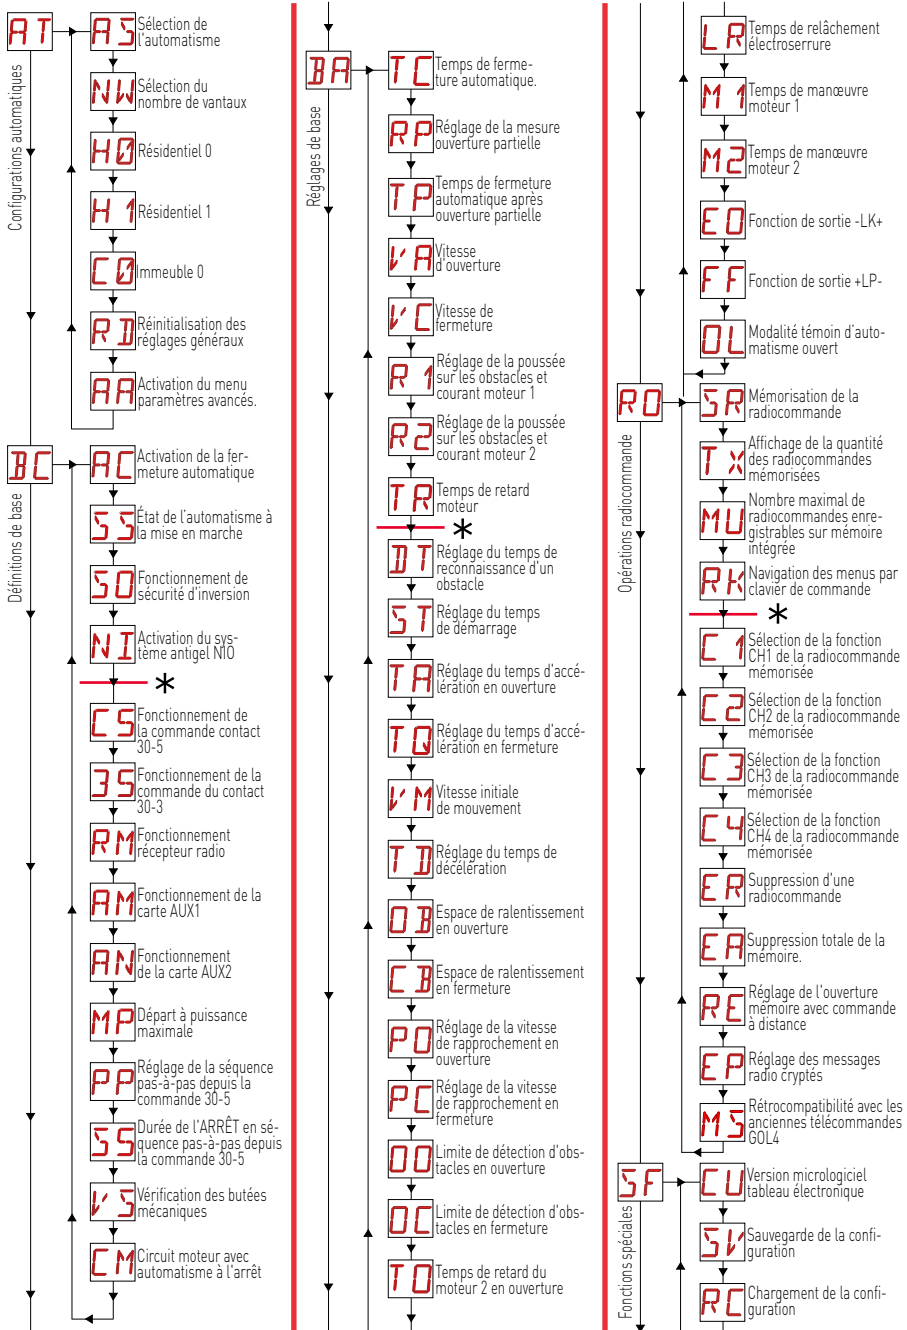 AT
Configurations automatiques
AS
Sélection de
l'automatisme
NW
Sélection du
nombre de vantaux
H0
Résidentiel 0
H1
Résidentiel 1
C0
Immeuble 0
RD
Réinitialisation des
réglages généraux
AA
Activation du menu
paramètres avancés.
BC
Définitions de base
AC
Activation de la fer-
meture automatique
SS
État de l'automatisme à
la mise en marche
SO
Fonctionnement de
sécurité d'inversion
NI
Activation du sys-
tème antigel NIO
*
CS
Fonctionnement de
la commande contact
30-5
3S
Fonctionnement de la
commande du contact
30-3
RM
Fonctionnement
récepteur radio
AM
Fonctionnement de la
carte AUX1
AN
Fonctionnement
de la carte AUX2
MP
Départ à puissance
maximale
PP
Réglage de la séquence
pas-à-pas depuis la
commande 30-5
SS
Durée de l'ARRÊT en sé-
quence pas-à-pas depuis
la commande 30-5
VS
Vérification des butées
mécaniques
CM
Circuit moteur avec
automatisme à l'arrêt
BA
Réglages de base
TC
Temps de ferme-
ture automatique.
RP
Réglage de la mesure
ouverture partielle
TP
Temps de fermeture
automatique après
ouverture partielle
VA
Vitesse
d'ouverture
VC
Vitesse de
fermeture
R1
Réglage de la poussée
sur les obstacles et
courant moteur 1
R2
Réglage de la poussée
sur les obstacles et
courant moteur 2
TR
Temps de retard
moteur
*
DT
Réglage du temps de
reconnaissance d'un
obstacle
ST
Réglage du temps
de démarrage
TA
Réglage du temps d'accé-
lération en ouverture
TQ
Réglage du temps d'accé-
lération en fermeture
VM
Vitesse initiale
de mouvement
TD
Réglage du temps de
décélération
OB
Espace de ralentissement
en ouverture
CB
Espace de ralentissement
en fermeture
PO
Réglage de la vitesse
de rapprochement en
ouverture
PC
Réglage de la vitesse
de rapprochement en
fermeture
OO
Limite de détection d'obs-
tacles en ouverture
OC
Limite de détection d'obs-
tacles en fermeture
TO
Temps de retard du
moteur 2 en ouverture
LR
Temps de relâchement
électroserrure
M1
Temps de manœuvre
moteur 1
M2
Temps de manœuvre
moteur 2
EO
Fonction de sortie -LK+
FF
Fonction de sortie +LP-
OL
Modalité témoin d'auto-
matisme ouvert
RO
Opérations radiocommande
SR
Mémorisation de la
radiocommande
TX
Affichage de la quantité
des radiocommandes
mémorisées
MU
Nombre maximal de
radiocommandes enre-
gistrables sur mémoire
intégrée
RK
Navigation des menus par
clavier de commande
*
C1
Sélection de la fonction
CH1 de la radiocommande
mémorisée
C2
Sélection de la fonction
CH2 de la radiocommande
mémorisée
C3
Sélection de la fonction
CH3 de la radiocommande
mémorisée
C4
Sélection de la fonction
CH4 de la radiocommande
mémorisée
ER
Suppression d'une
radiocommande
EA
Suppression totale de la
mémoire.
RE
Réglage de l'ouverture
mémoire avec commande
à distance
EP
Réglage des messages
radio cryptés
MS
Rétrocompatibilité avec les
anciennes télécommandes
GOL4
SF
Fonctions spéciales
CU
Version micrologiciel
tableau électronique
SV
Sauvegarde de la confi-
guration
RC
Chargement de la confi-
guration